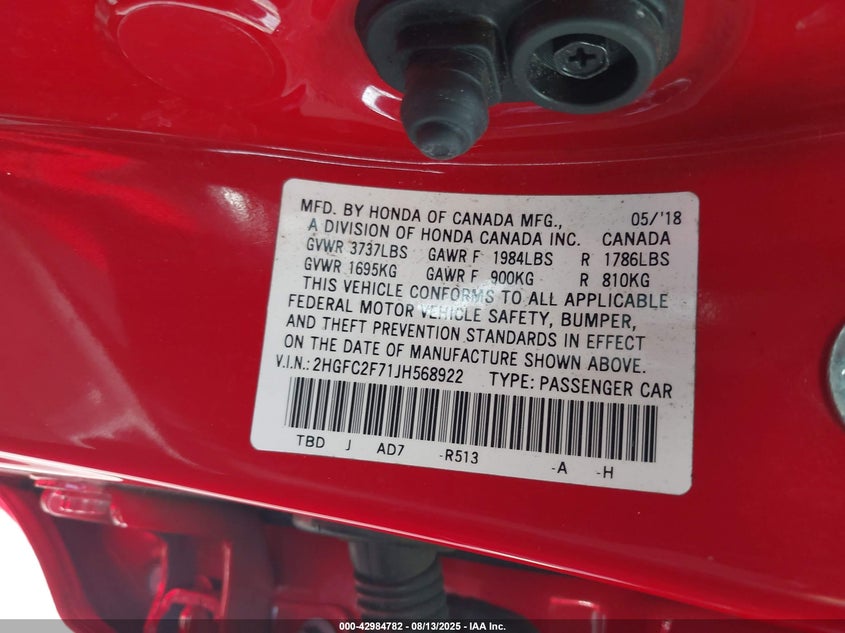 MFD. BY HONDA OF CANADA MFG., 05/'18
A DIVISION OF HONDA CANADA INC. CANADA
GVWR 3737LBS GAWR F 1984LBS R 1786LBS
GVWR 1695KG GAWR F 900KG R 810KG
THIS VEHICLE CONFORMS TO ALL APPLICABLE
FEDERAL MOTOR VEHICLE SAFETY, BUMPER,
AND THEFT PREVENTION STANDARDS IN EFFECT
ON THE DATE OF MANUFACTURE SHOWN ABOVE.
V.I.N.: 2HGFC2F71JH568922 TYPE: PASSENGER CAR
TBD J AD7 -R513 -A -H
000-42984782 - 08/13/2025 - IAA Inc.